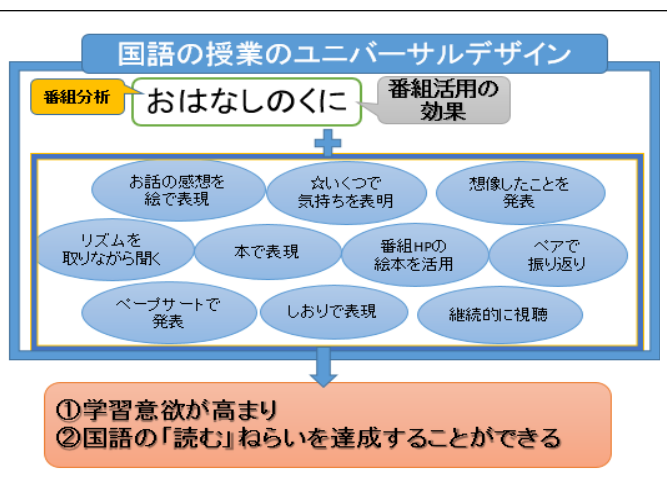 国語の授業のユニバーサルデザイン
番組分析
おはなしのくに
番組活用の
効果
お話の感想を
絵で表現
☆いくつで
気持ちを表明
想像したことを
発表
リズムを
取りながら聞く
本で表現
番組HPの
絵本を活用
ペアで
振り返り
ペープサートで
発表
しおりで表現
継続的に視聴
①学習意欲が高まり
②国語の「読む」ねらいを達成することができる